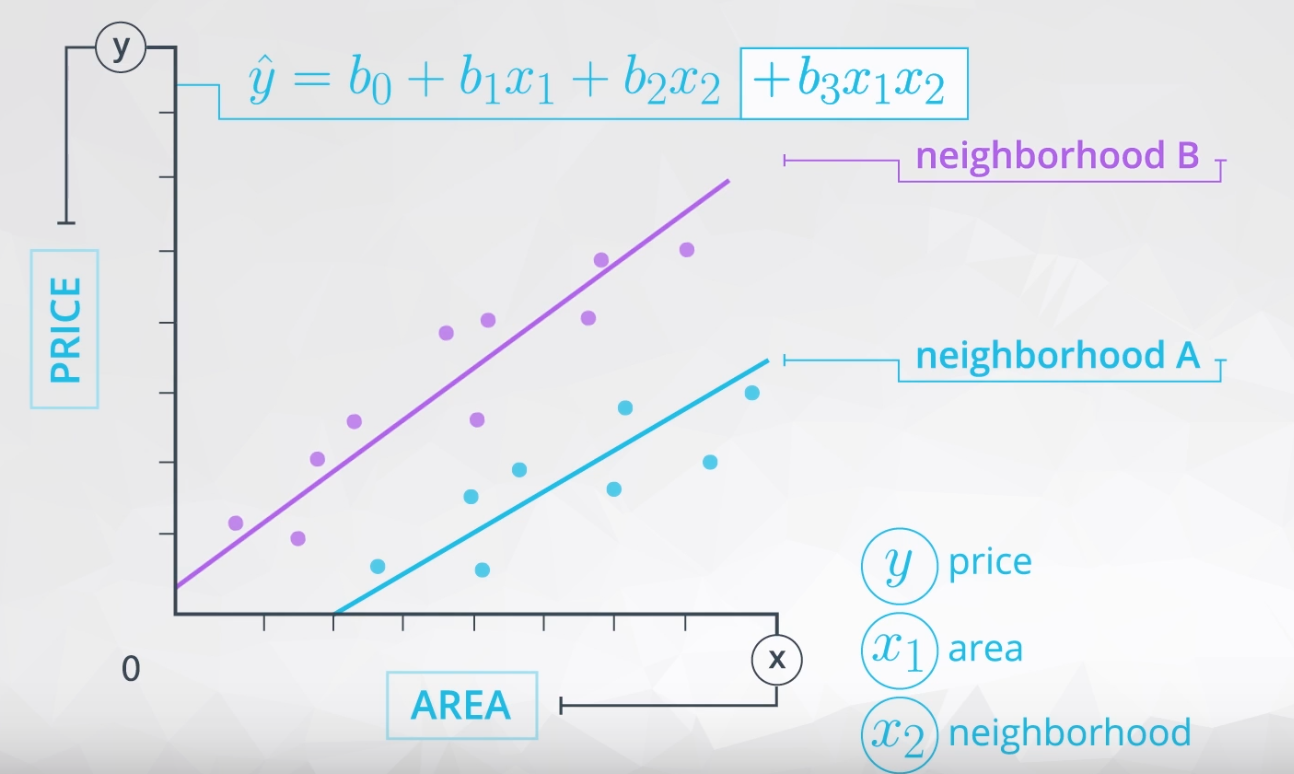 y
ŷ = b₀ + b₁x₁ + b₂x₂ + b₃x₁x₂
neighborhood B
PRICE
neighborhood A
y price
x₁ area
0
x
AREA
x₂ neighborhood